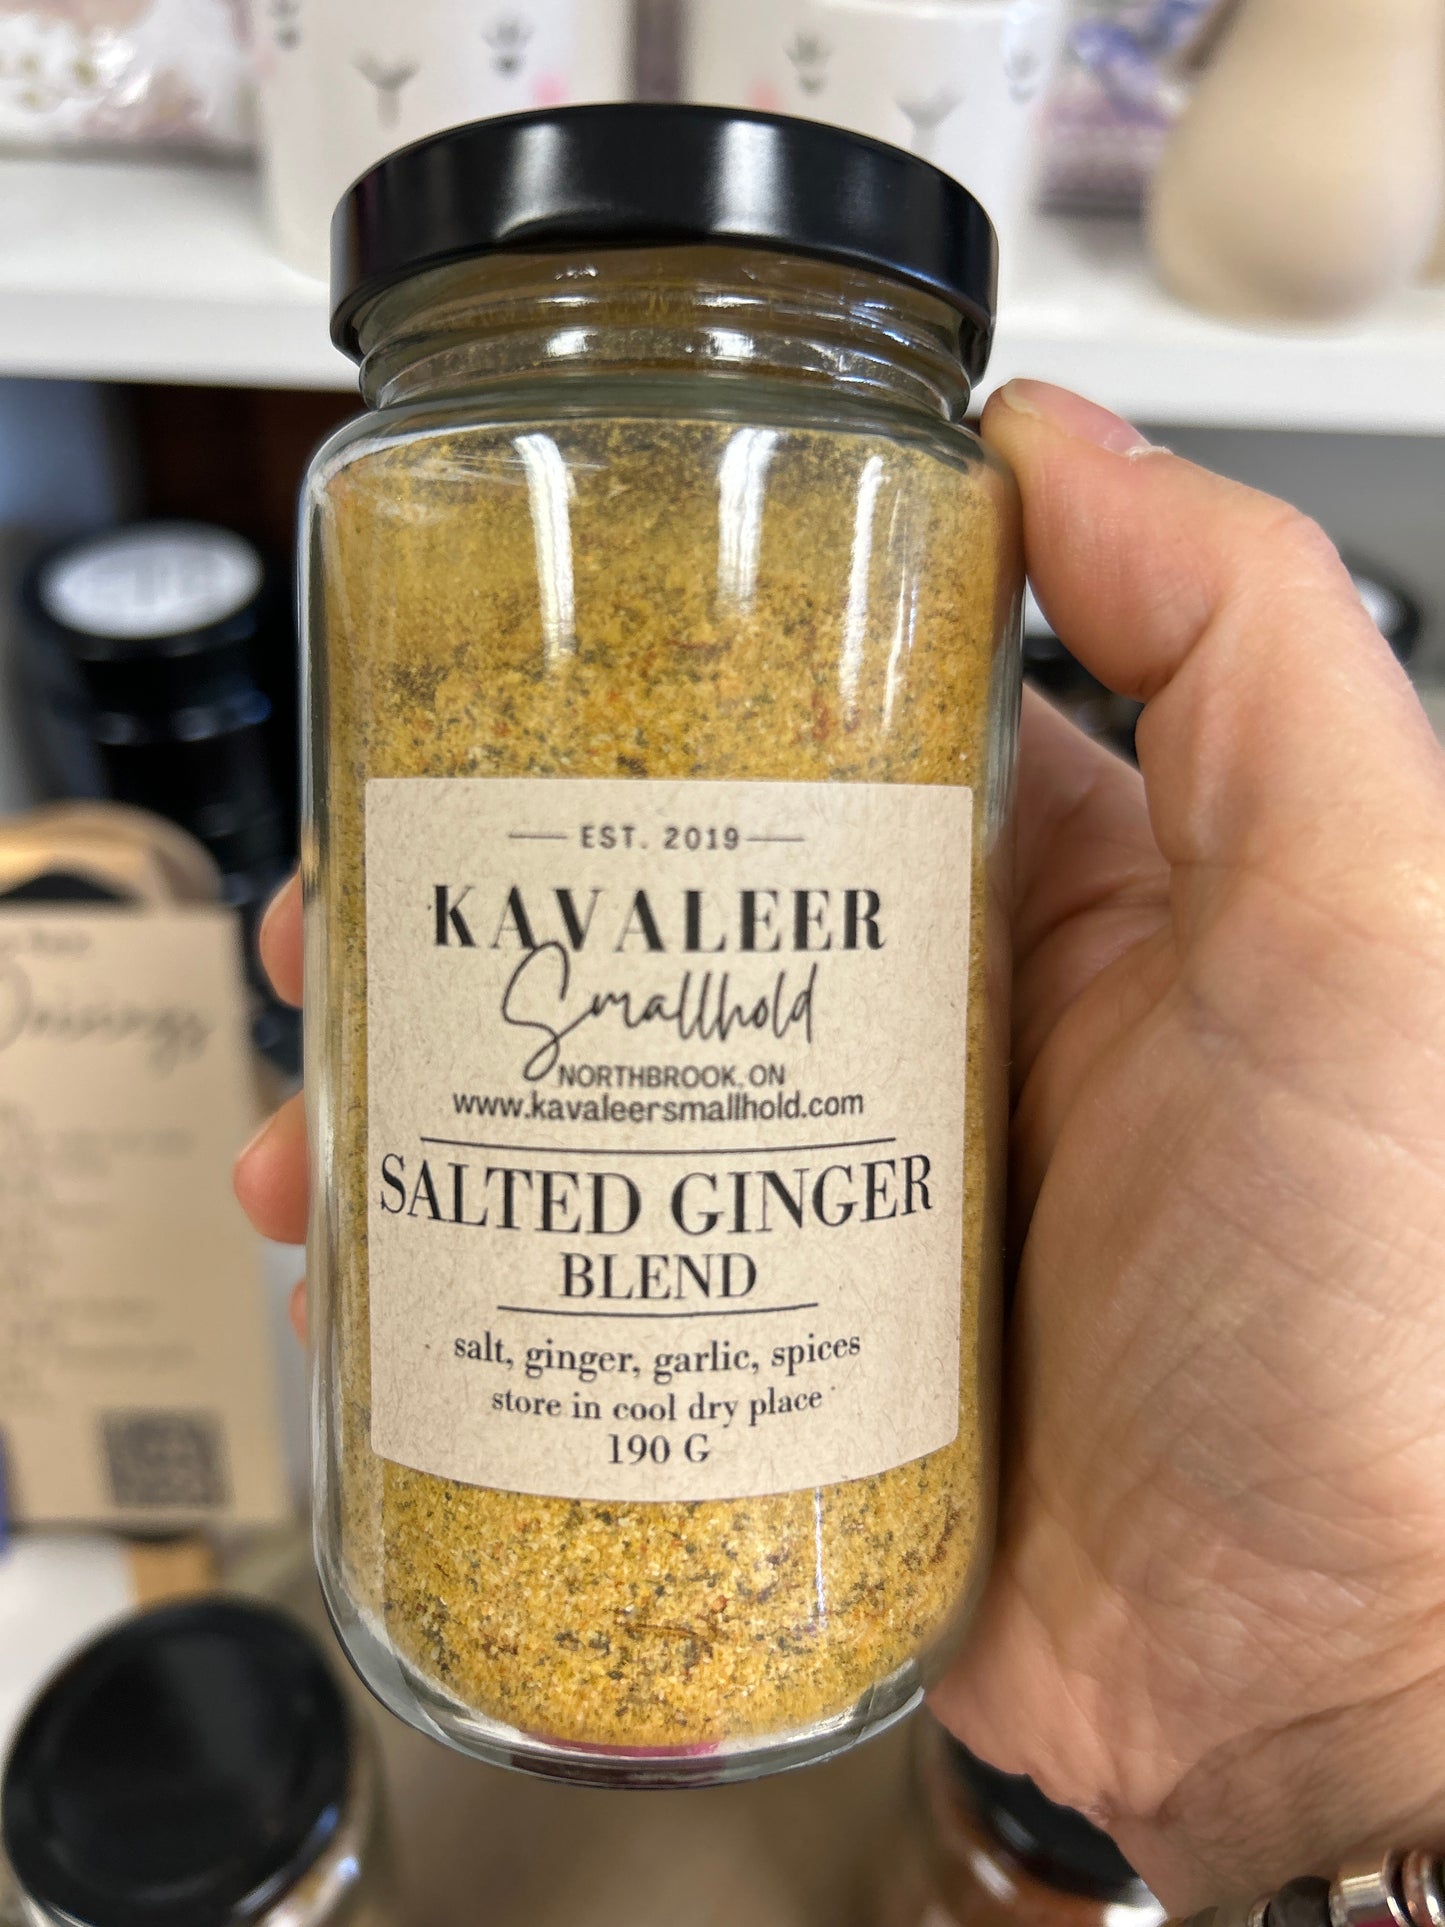 EST. 2019
KAVALEER
Smallhold
NORTHBROOK, ON
www.kavaleersmallhold.com
SALTED GINGER
BLEND
salt, ginger, garlic, spices
store in cool dry place
190 G